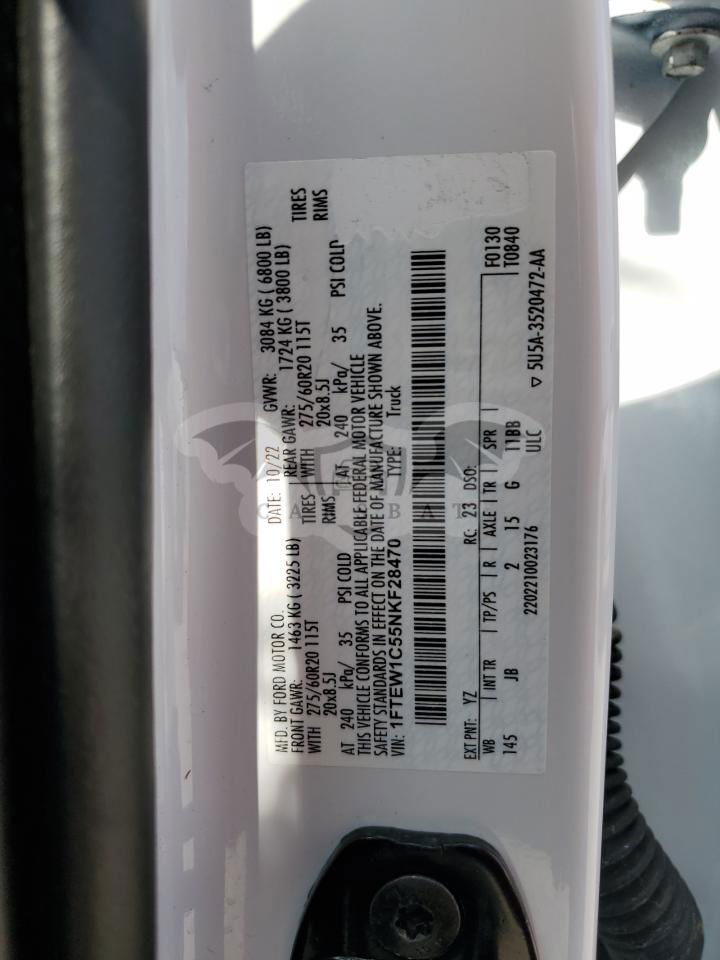 MFD. BY FORD MOTOR CO. DATE: 10/22 GVWR: 3084 KG ( 6800 LB)
FRONT GAWR: 1463 KG ( 3225 LB) REAR GAWR: 1724 KG ( 3800 LB)
WITH 275/60R20 115T TIRES WITH 275/60R20 115T TIRES
20x8.5J RIMS 20x8.5J RIMS
AT 240 kPa/ 35 PSI COLD AT 240 kPa/ 35 PSI COLD
THIS VEHICLE CONFORMS TO ALL APPLICABLE FEDERAL MOTOR VEHICLE
SAFETY STANDARDS IN EFFECT ON THE DATE OF MANUFACTURE SHOWN ABOVE.
VIN: 1FTEW1C55NKF28470 TYPE: Truck
EXT PNT: YZ RC: 23 DSO: F0130
WB INT TR TP/PS R AXLE TR SPR T0840
145 JB 2 15 G 11BB
2202210023176 UILC ▽ 5U5A-3520472-AA
CARBAT